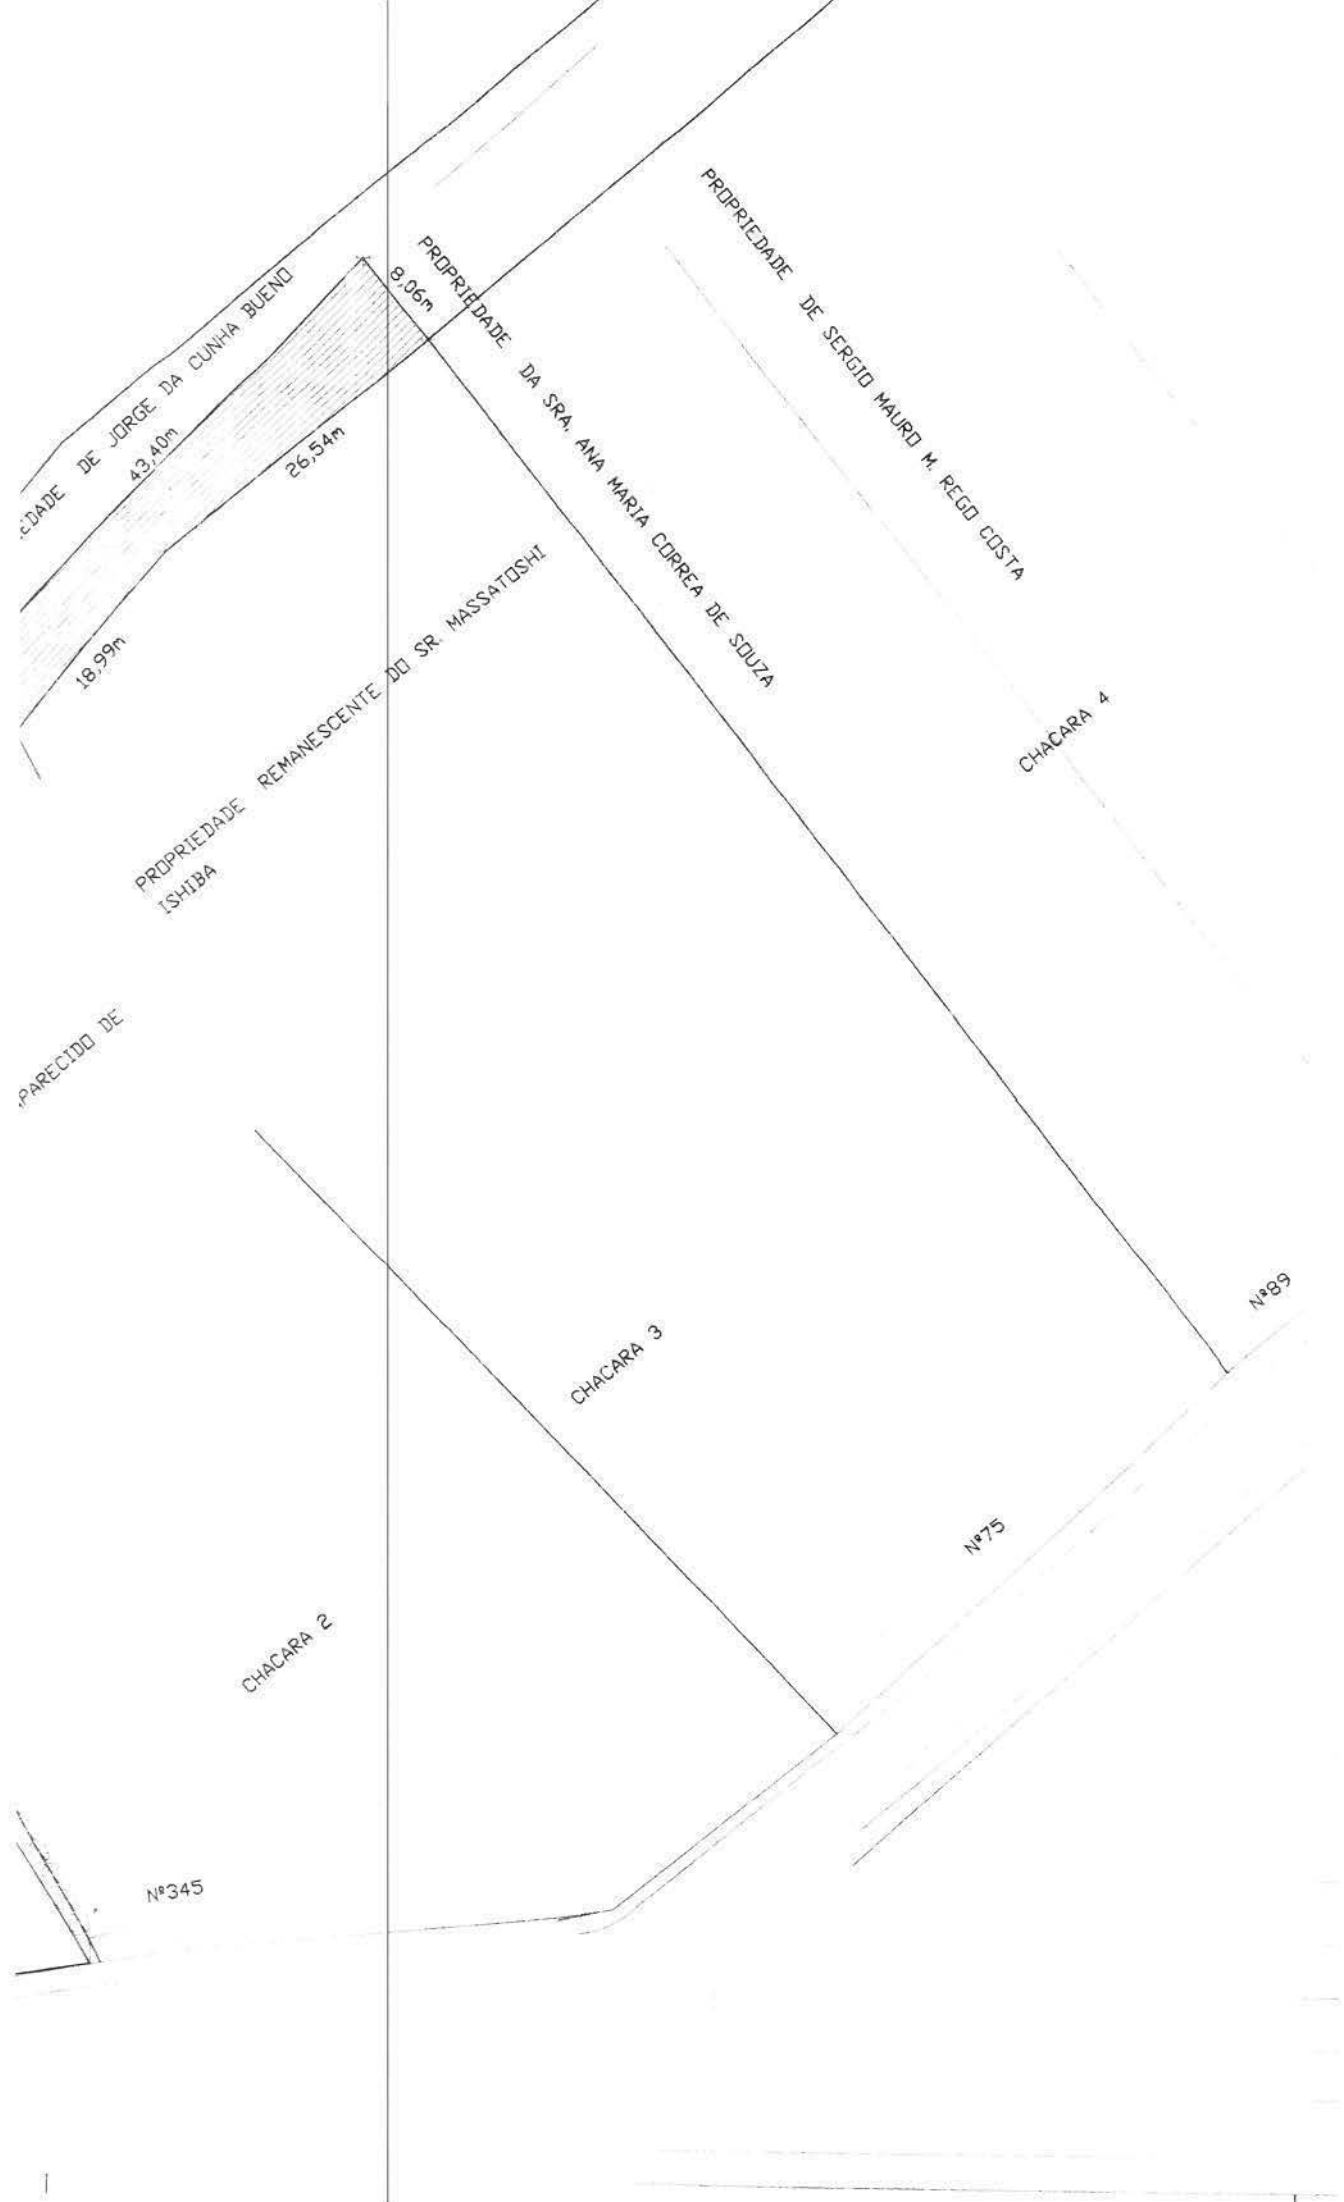 PROPRIEDADE DE SERGIO MAURO M. REGO COSTA
PROPRIEDADE DA SRA. ANA MARIA CORREA DE SOUZA
8,06m
EDADE DE JORGE DA CUNHA BUENO
43,40m
26,54m
18,99m
PROPRIEDADE REMANESCENTE DO SR. MASSATOSHI
ISHIBA
CHACARA 4
PARECIDO DE
Nº89
CHACARA 3
Nº75
CHACARA 2
Nº345